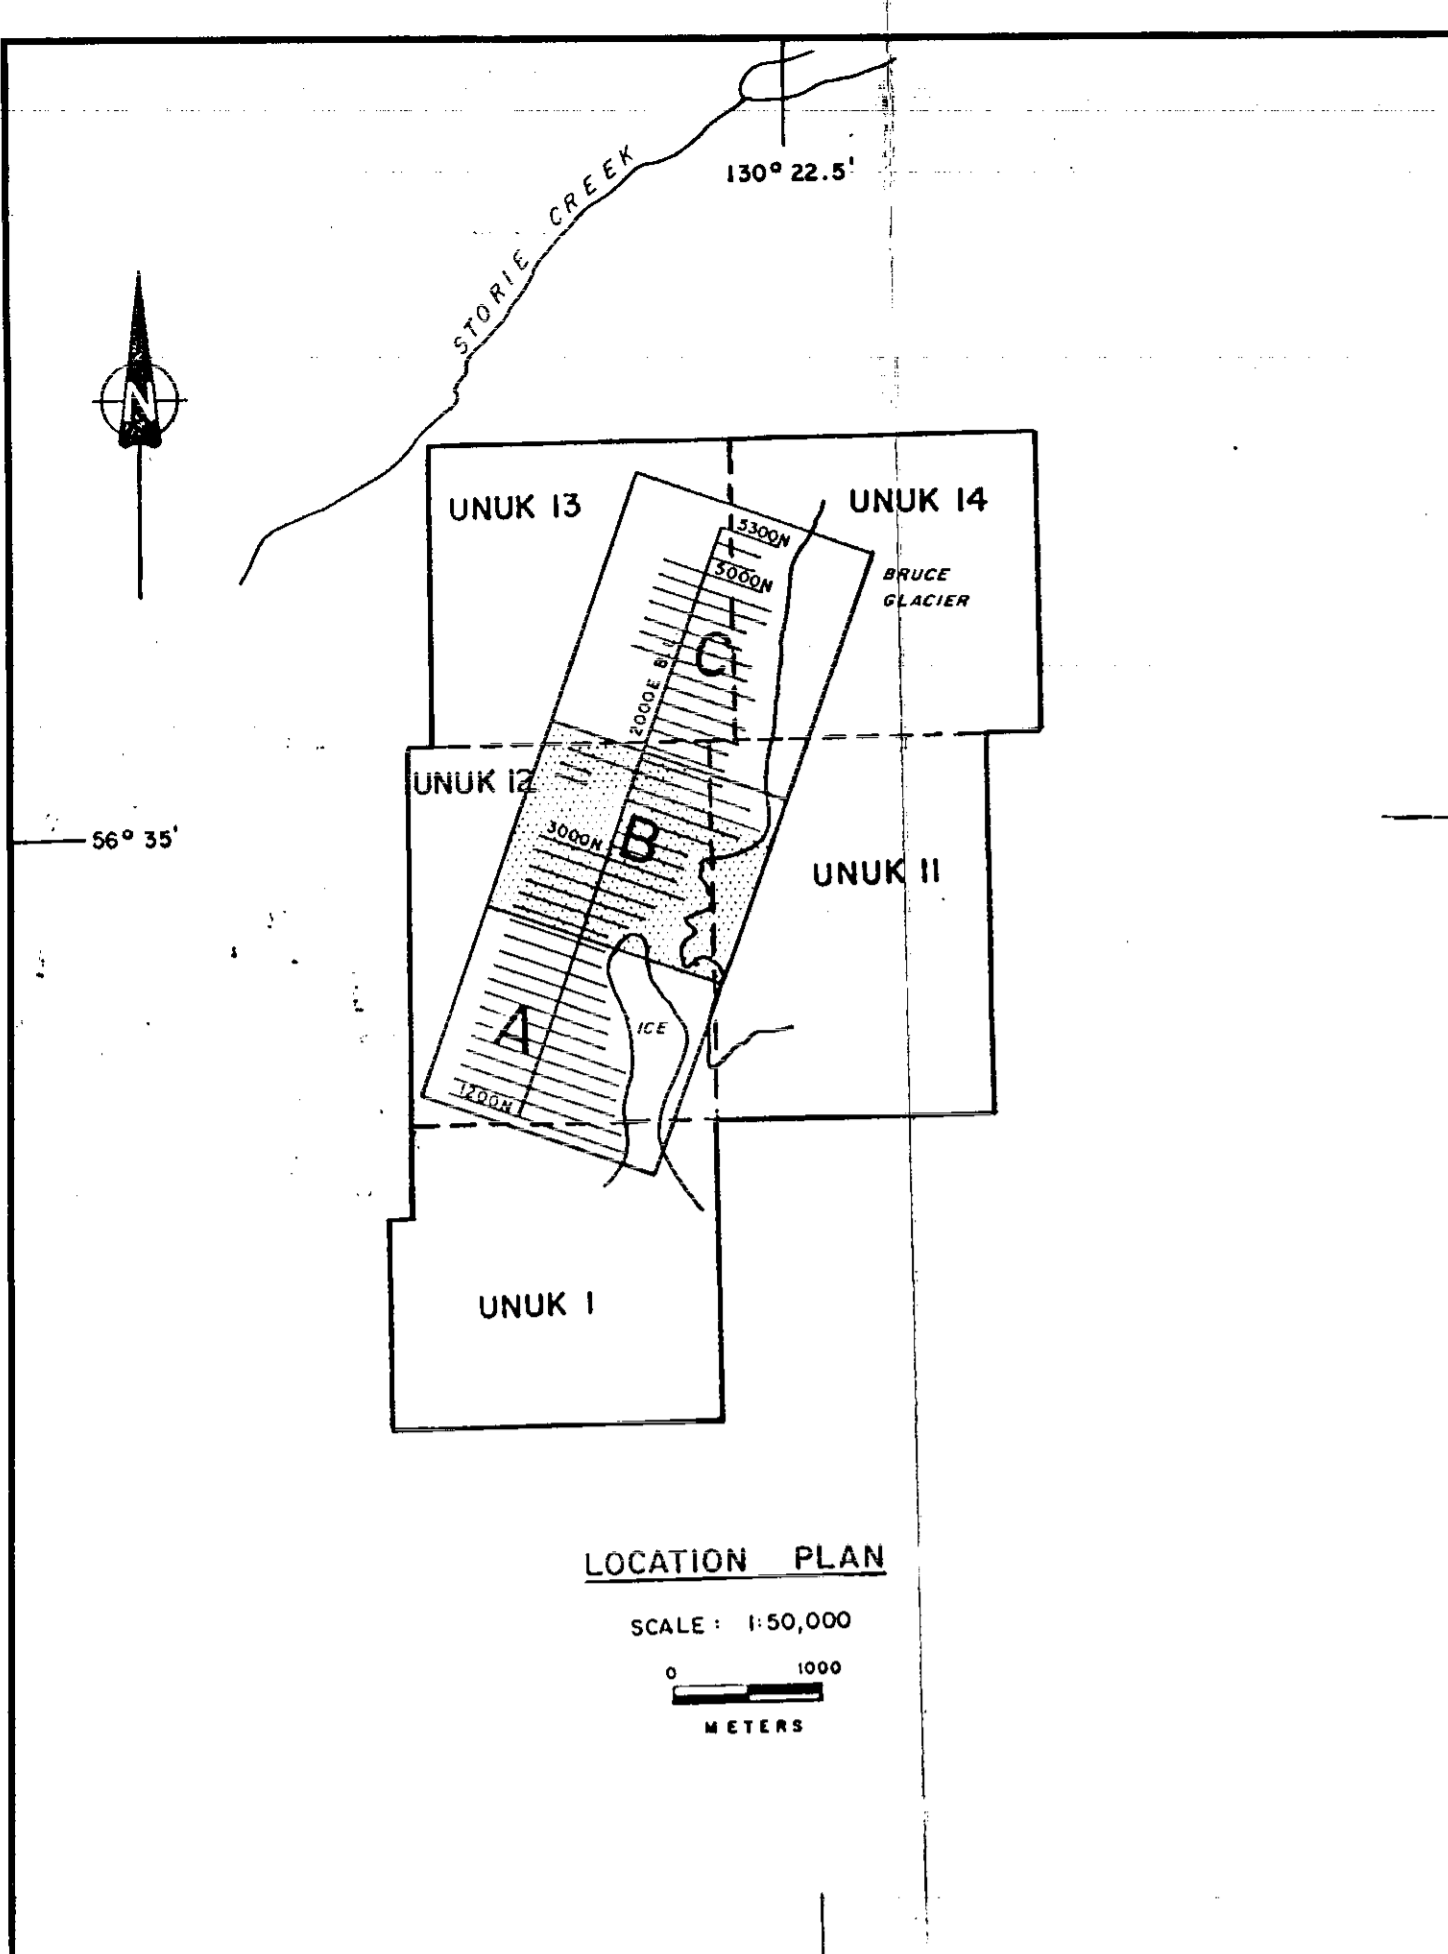 130° 22.5'
STORIE CREEK
N
UNUK 13
UNUK 14
5300N
5000N
BRUCE
GLACIER
C
2000E B.L.
UNUK 12
56° 35'
3000N
B
UNUK 11
A
ICE
1200N
UNUK 1
LOCATION PLAN
SCALE : 1:50,000
0 1000
METERS